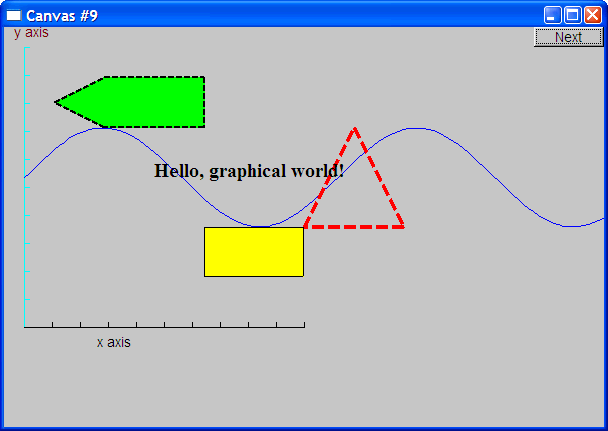 Canvas #9
y axis
Next
Hello, graphical world!
x axis